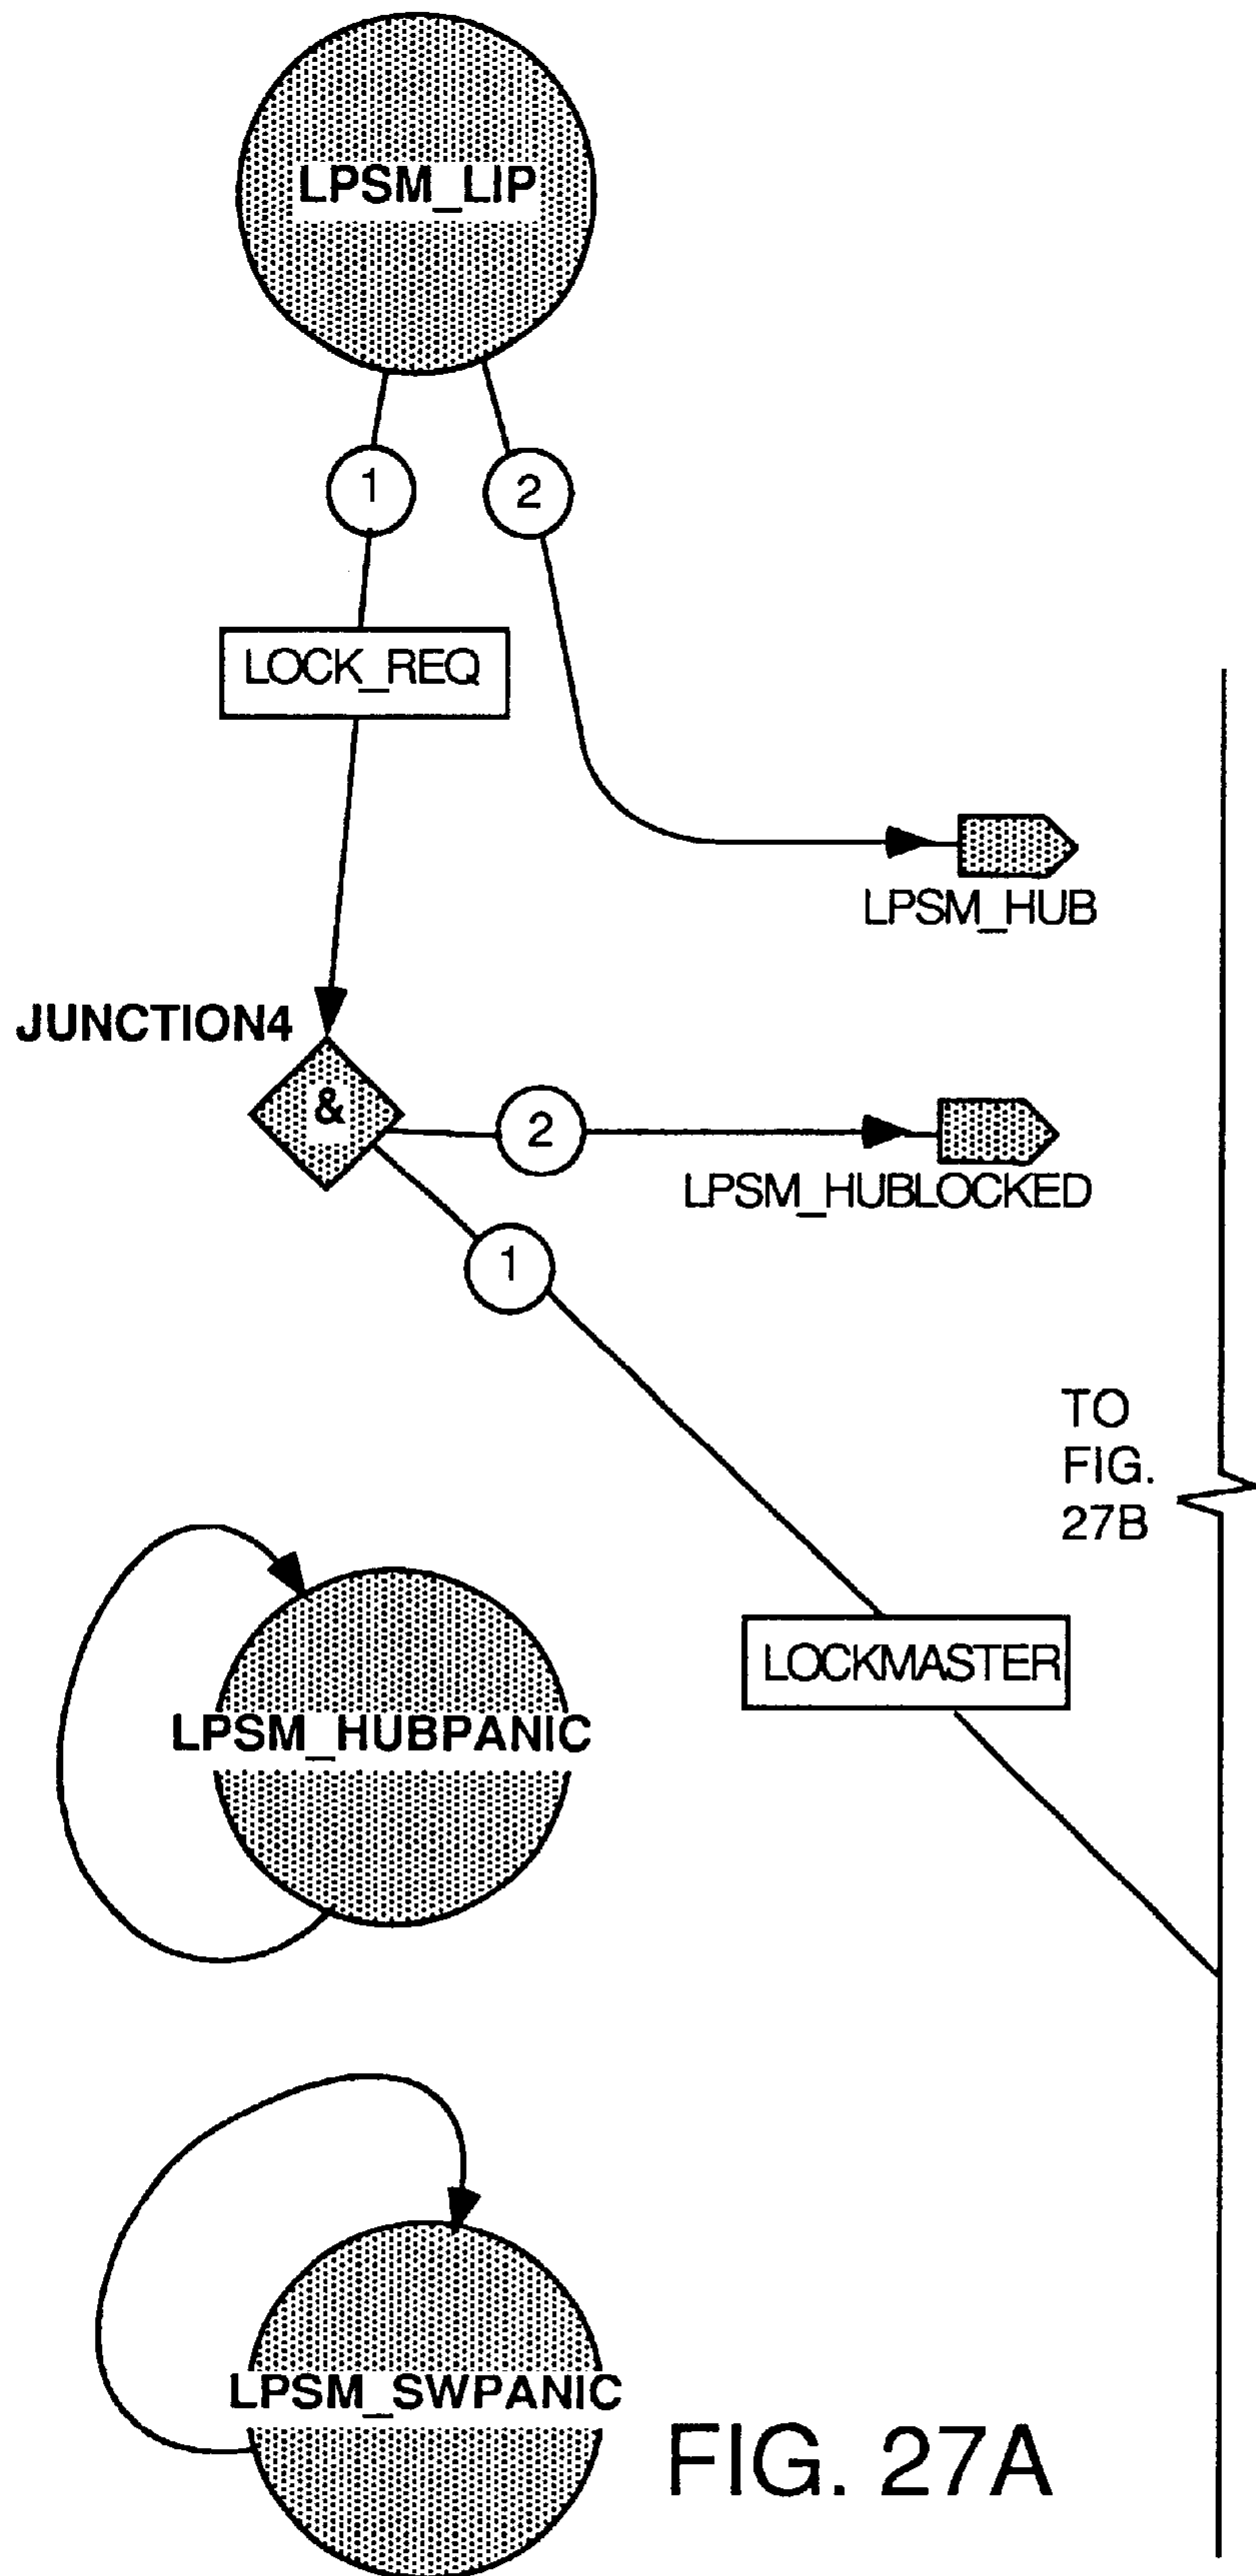 LPSM_LIP
1
2
LOCK_REQ
LPSM_HUB
JUNCTION4
&
2
LPSM_HUBLOCKED
1
TO
FIG.
27B
LOCKMASTER
LPSM_HUBPANIC
LPSM_SWPANIC
FIG. 27A